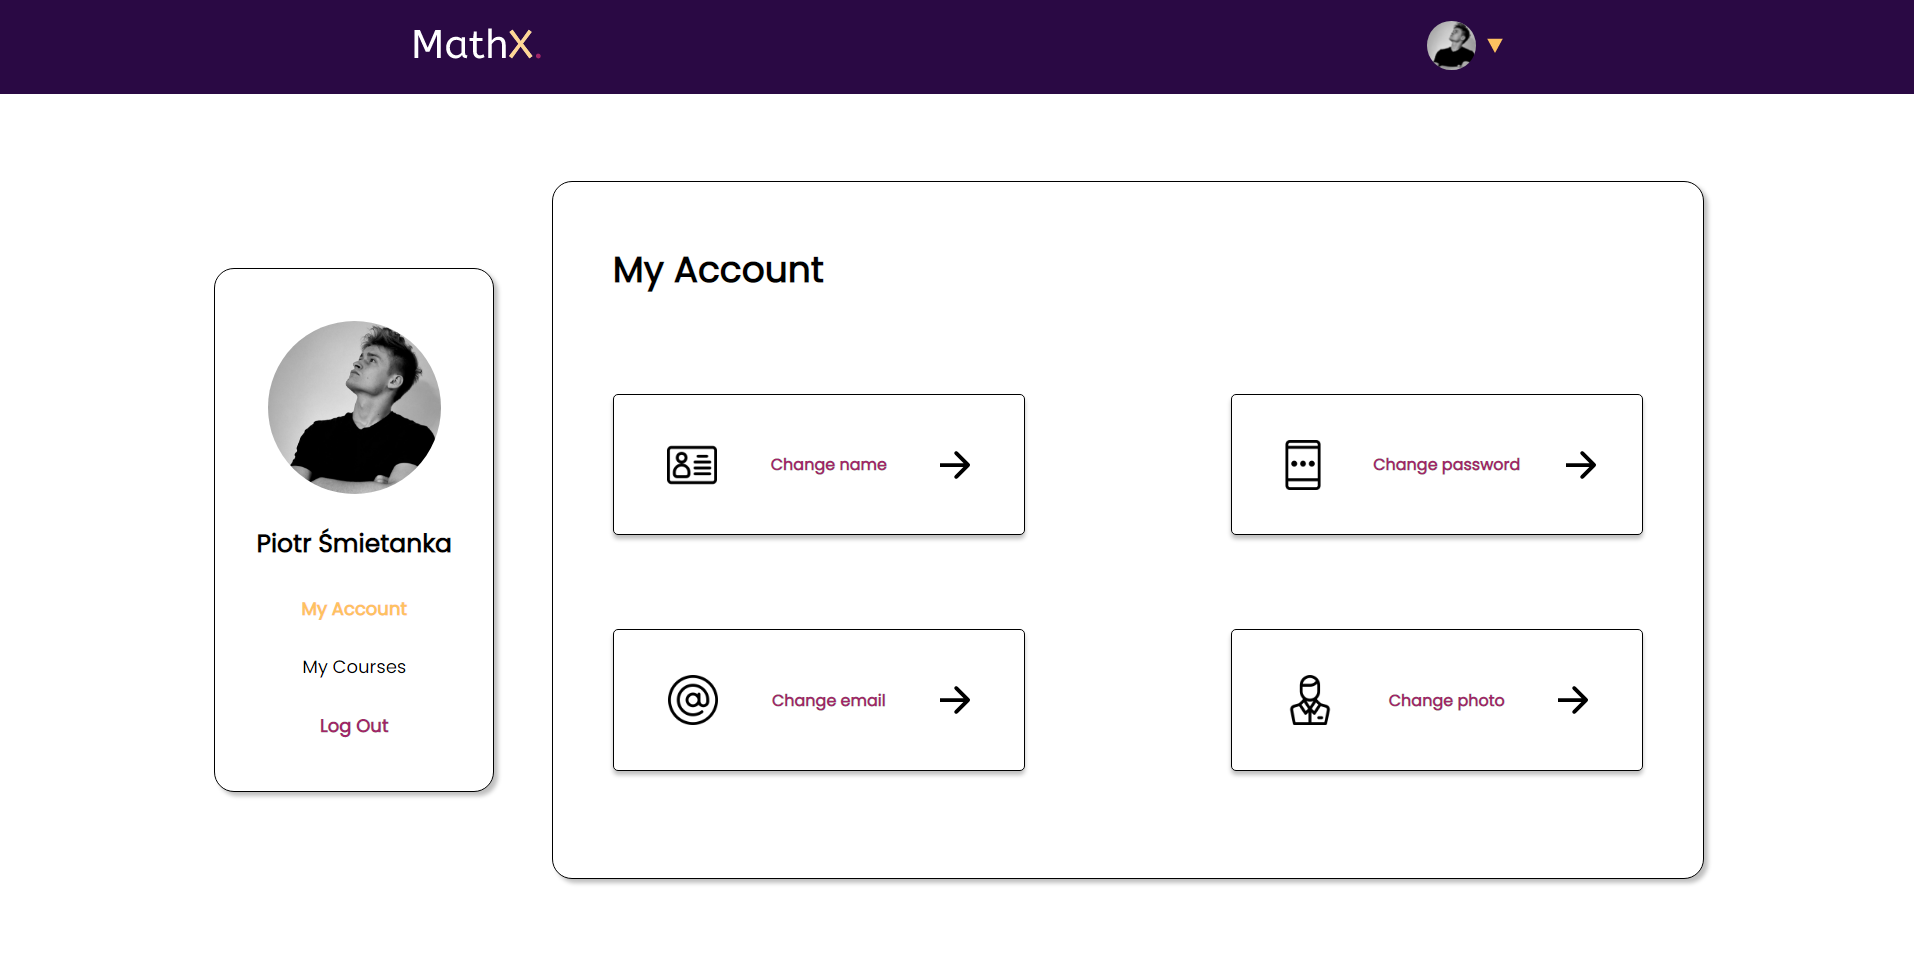 MathX.
My Account
Piotr Śmietanka
My Account
My Courses
Log Out
Change name
Change password
Change email
Change photo